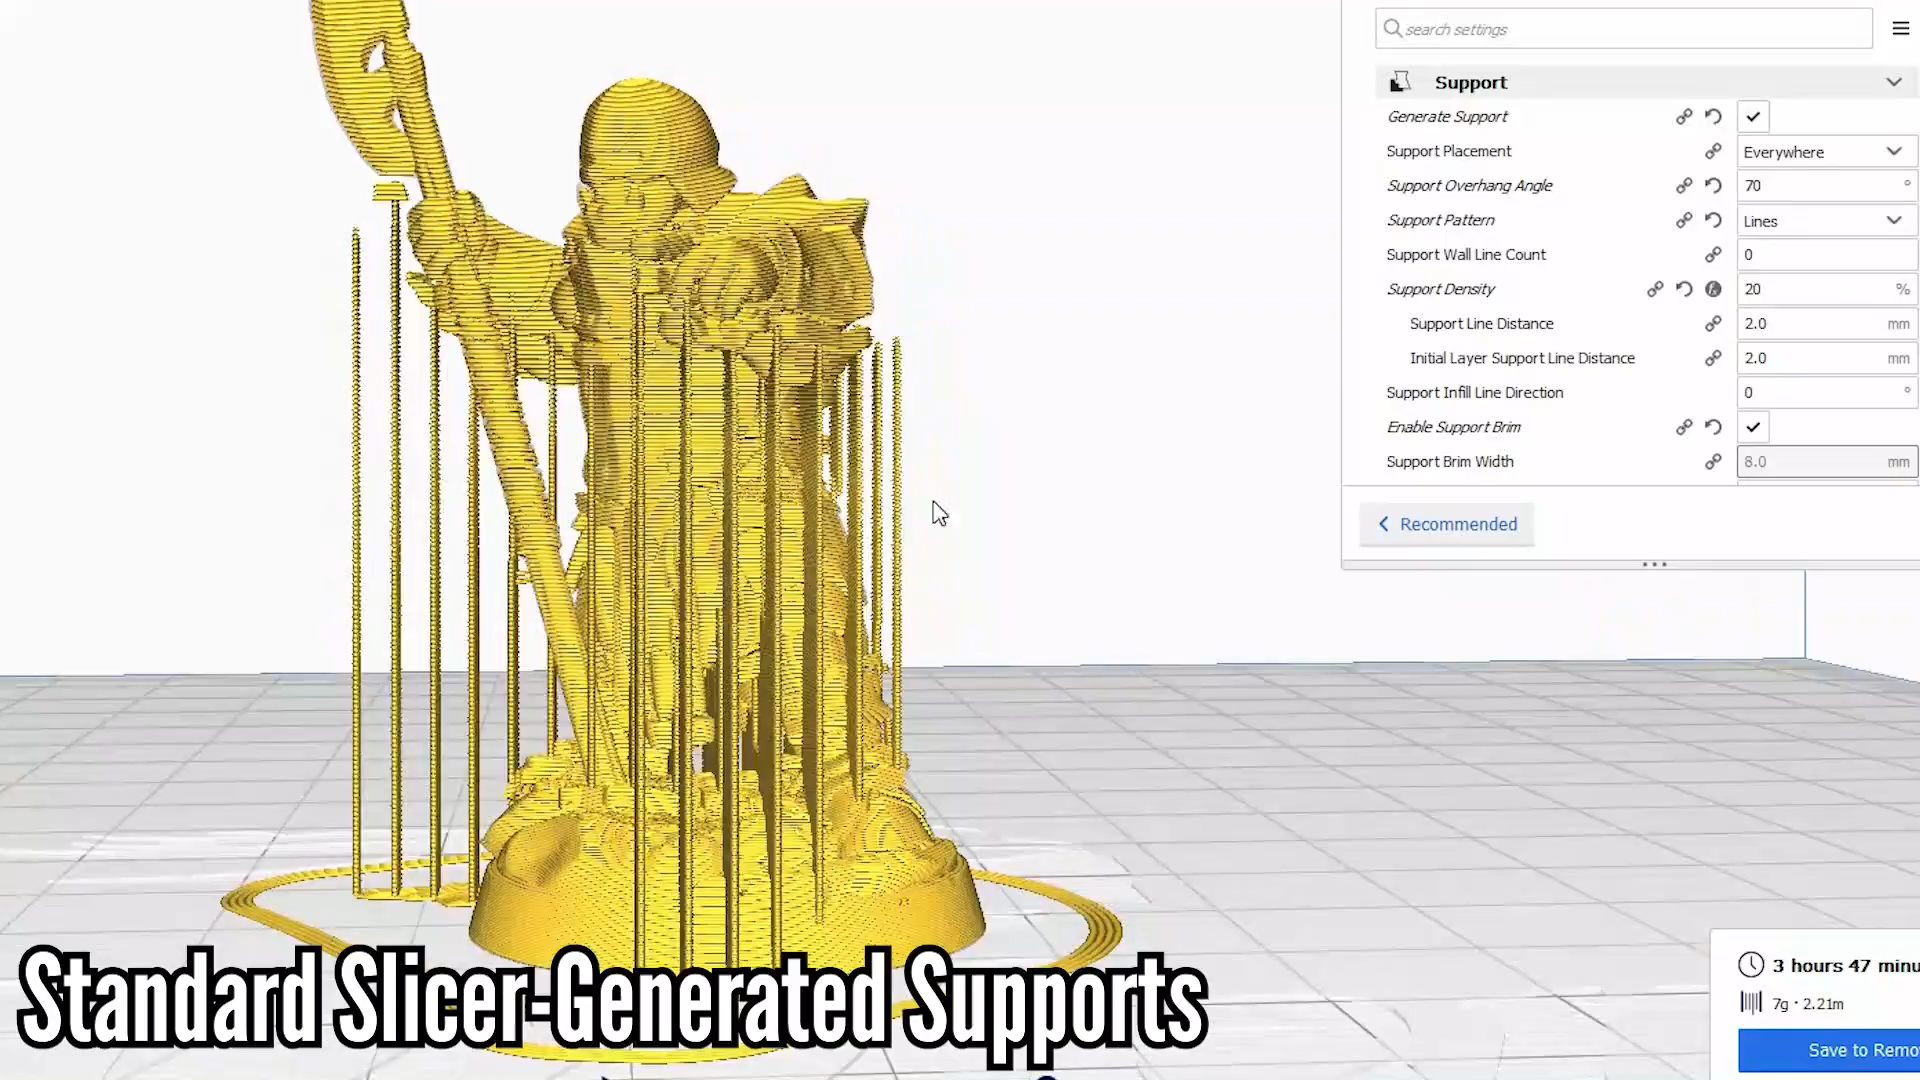 search settings
Support
Generate Support
Support Placement Everywhere
Support Overhang Angle 70 °
Support Pattern Lines
Support Wall Line Count 0
Support Density 20 %
Support Line Distance 2.0 mm
Initial Layer Support Line Distance 2.0 mm
Support Infill Line Direction 0 °
Enable Support Brim
Support Brim Width 8.0 mm
Recommended
3 hours 47 minu
7g · 2.21m
Save to Remo
Standard Slicer-Generated Supports